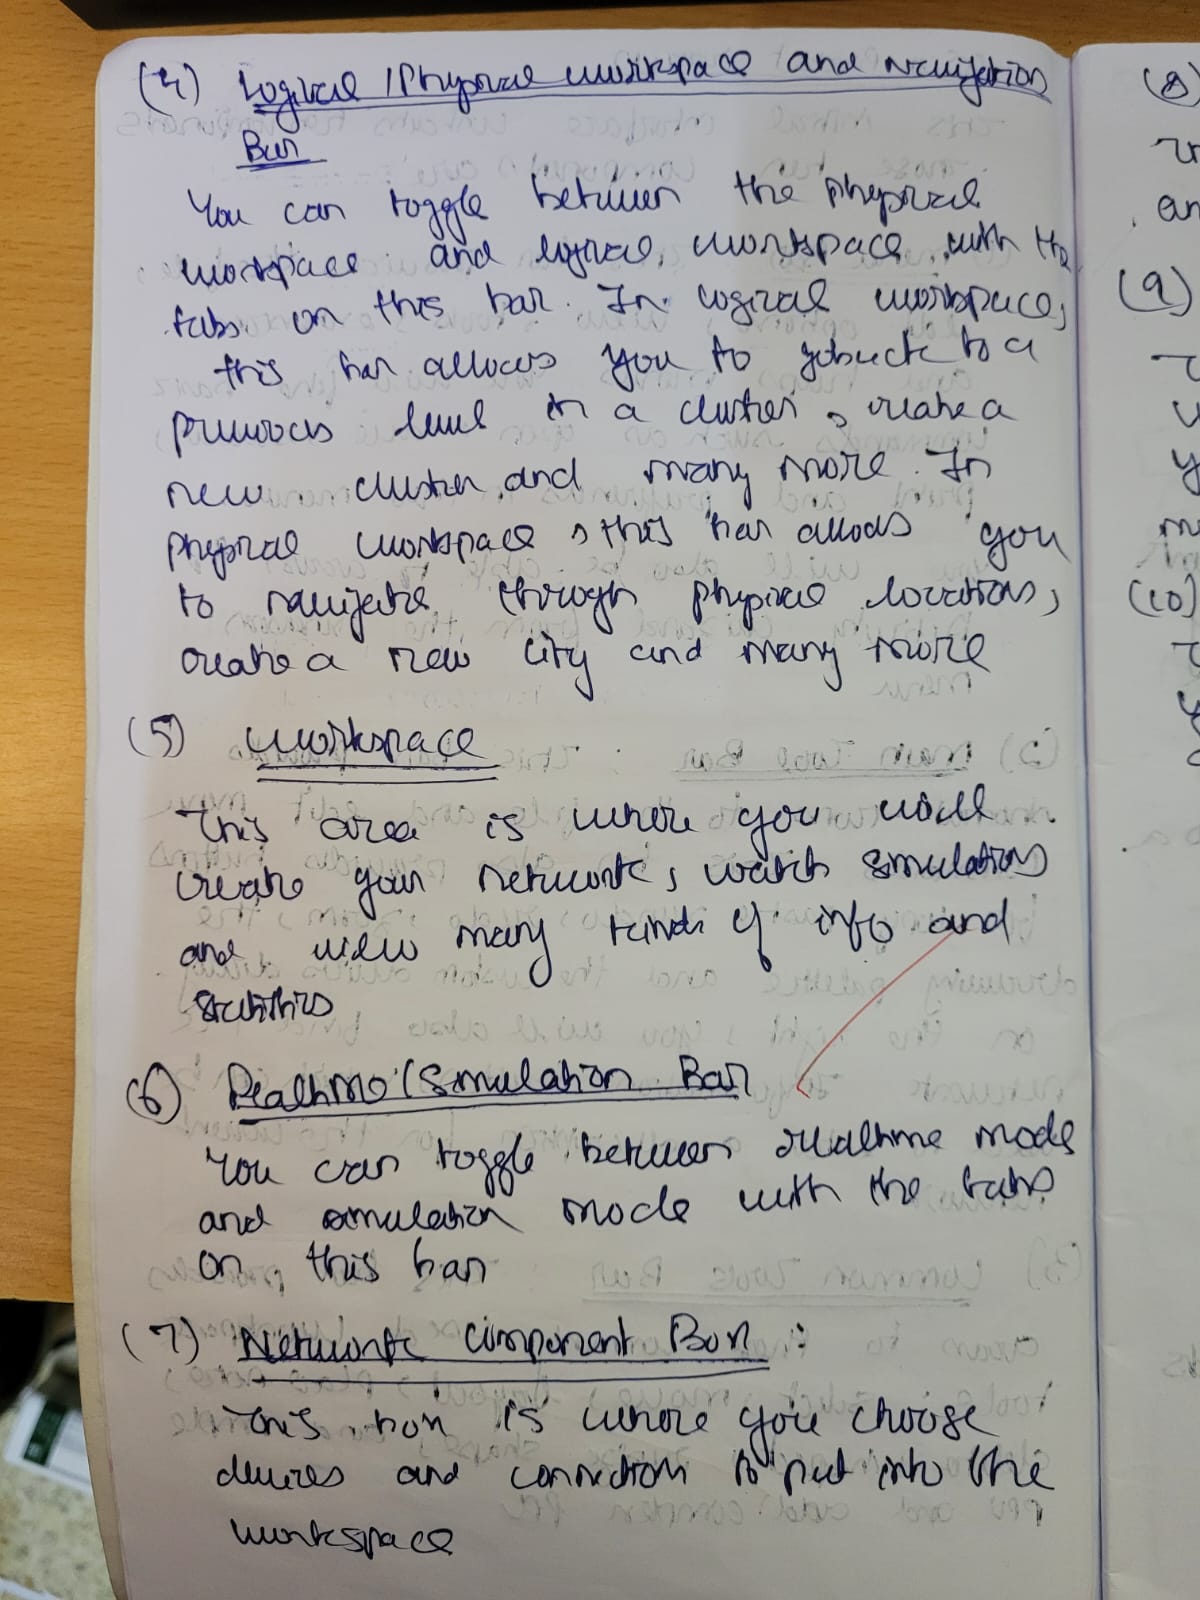 (4) Logical /Physical workspace and Navigation
Bar
You can toggle between the physical
workspace and logical workspace with the
tabs on this bar. In logical workspace,
this bar allows you to goback to a
previous level in a cluster, create a
new cluster and many more. In
physical workspace, this bar allows you
to navigate through physical locations,
create a new city and many more
(5) Workspace
This area is where you will
create your network, watch simulations
and view many kinds of info and
statistics
(6) Realtime (Simulation Bar
You can toggle between realtime mode
and simulation mode with the tabs
on this bar
(7) Network Component Bar :
This box is where you choose
devices and connections to put into the
workspace
(8)
an
(9)
y
(10)